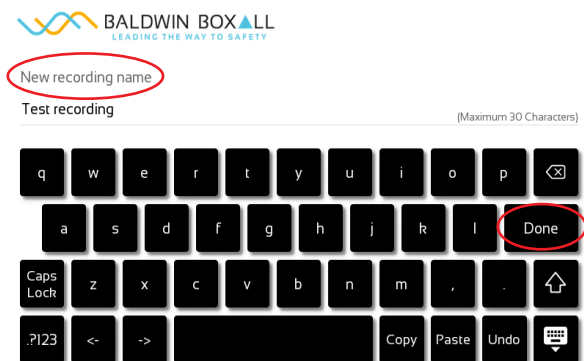 BALDWIN BOXALL
LEADING THE WAY TO SAFETY
New recording name
Test recording
(Maximum 30 Characters)
q w e r t y u i o p
a s d f g h j k l Done
Caps Lock z x c v b n m , .
.?123 <- -> Copy Paste Undo